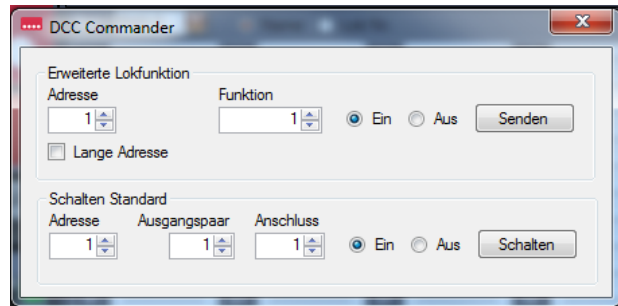 DCC Commander
Erweiterte Lokfunktion
Adresse Funktion
1 1 Ein Aus Senden
Lange Adresse
Schalten Standard
Adresse Ausgangspaar Anschluss
1 1 1 Ein Aus Schalten